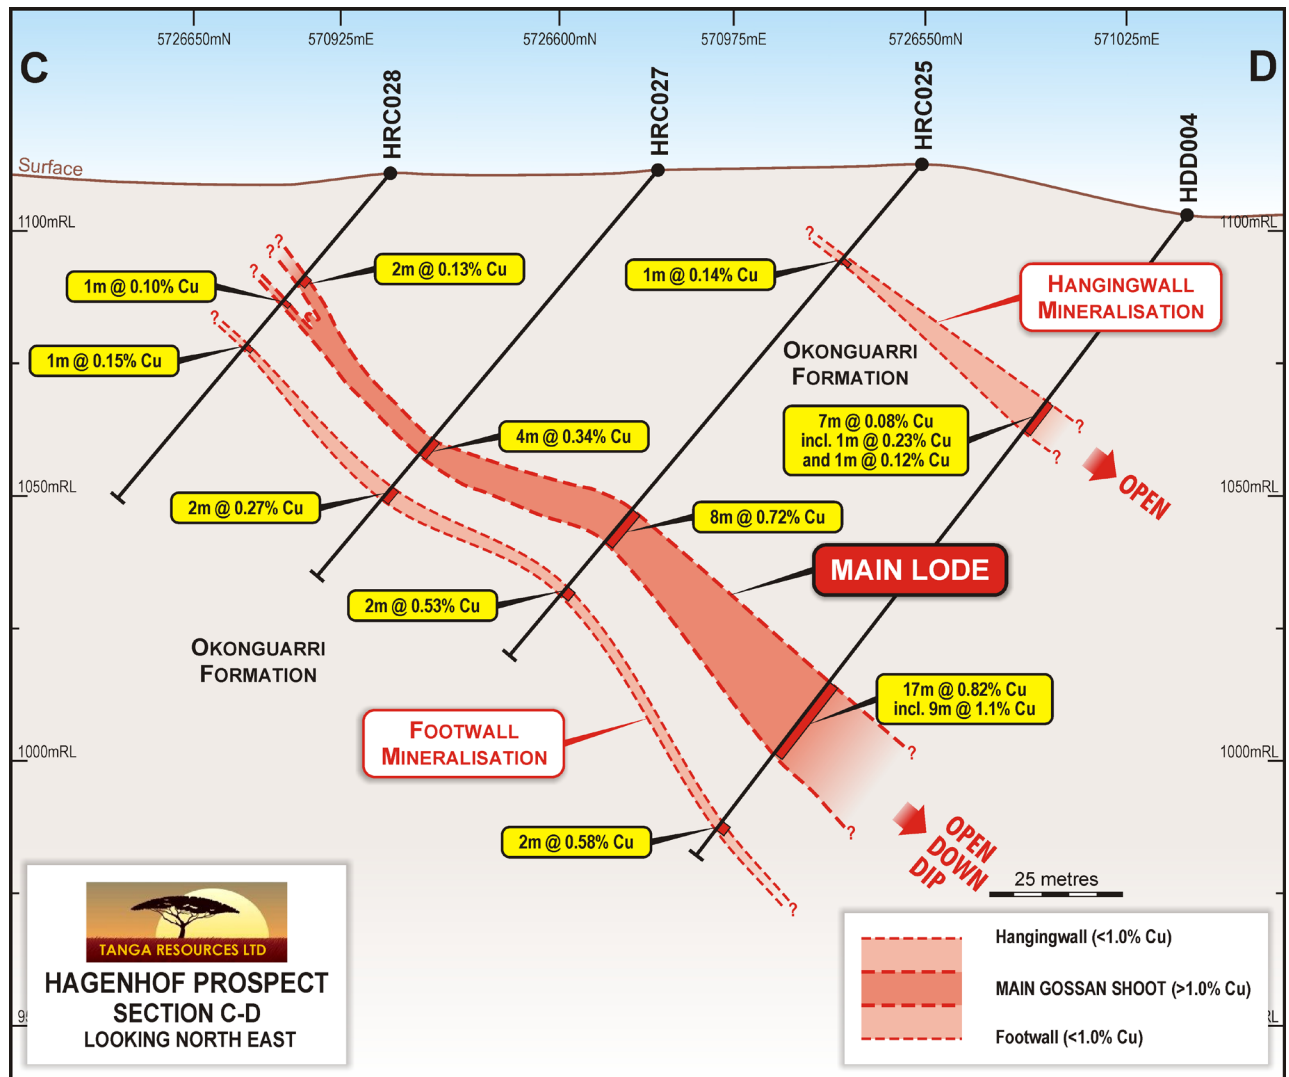 5726650mN
570925mE
5726600mN
570975mE
5726550mN
571025mE
C
D
HRC028
HRC027
HRC025
HDD004
Surface
1100mRL
1100mRL
?
?
?
?
?
?
?
2m @ 0.13% Cu
1m @ 0.10% Cu
1m @ 0.14% Cu
HANGINGWALL
MINERALISATION
1m @ 0.15% Cu
OKONGUARRI
FORMATION
7m @ 0.08% Cu
incl. 1m @ 0.23% Cu
and 1m @ 0.12% Cu
?
?
4m @ 0.34% Cu
OPEN
1050mRL
1050mRL
2m @ 0.27% Cu
8m @ 0.72% Cu
MAIN LODE
2m @ 0.53% Cu
OKONGUARRI
FORMATION
17m @ 0.82% Cu
incl. 9m @ 1.1% Cu
FOOTWALL
MINERALISATION
1000mRL
1000mRL
?
?
2m @ 0.58% Cu
OPEN
DOWN
DIP
?
25 metres
TANGA RESOURCES LTD
HAGENHOF PROSPECT
SECTION C-D
LOOKING NORTH EAST
Hangingwall (<1.0% Cu)
MAIN GOSSAN SHOOT (>1.0% Cu)
Footwall (<1.0% Cu)